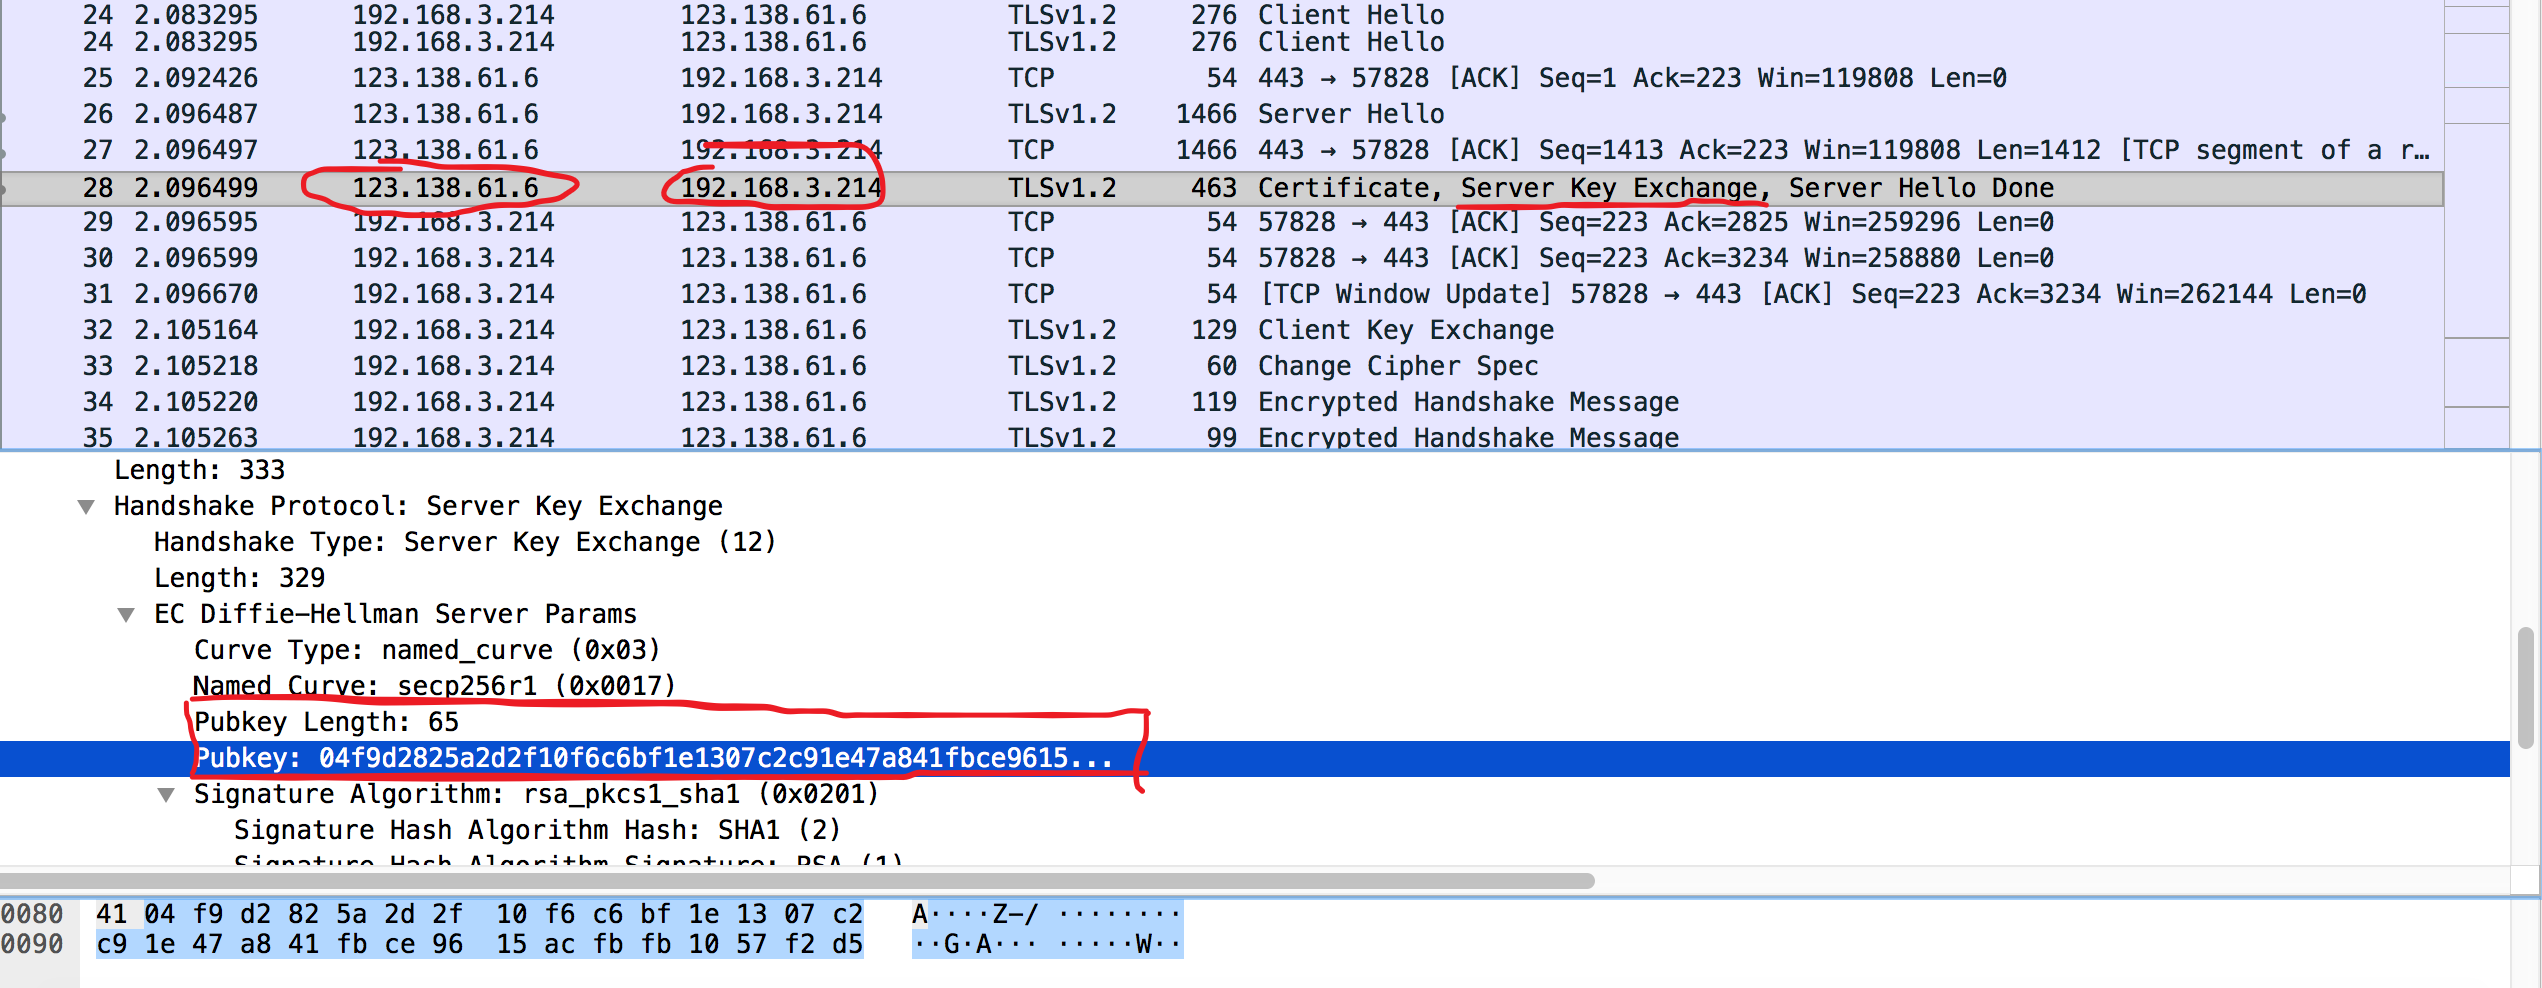 24 2.083295 192.168.3.214 123.138.61.6 TLSv1.2 276 Client Hello
24 2.083295 192.168.3.214 123.138.61.6 TLSv1.2 276 Client Hello
25 2.092426 123.138.61.6 192.168.3.214 TCP 54 443 → 57828 [ACK] Seq=1 Ack=223 Win=119808 Len=0
26 2.096487 123.138.61.6 192.168.3.214 TLSv1.2 1466 Server Hello
27 2.096497 123.138.61.6 192.168.3.214 TCP 1466 443 → 57828 [ACK] Seq=1413 Ack=223 Win=119808 Len=1412 [TCP segment of a r…
28 2.096499 123.138.61.6 192.168.3.214 TLSv1.2 463 Certificate, Server Key Exchange, Server Hello Done
29 2.096595 192.168.3.214 123.138.61.6 TCP 54 57828 → 443 [ACK] Seq=223 Ack=2825 Win=259296 Len=0
30 2.096599 192.168.3.214 123.138.61.6 TCP 54 57828 → 443 [ACK] Seq=223 Ack=3234 Win=258880 Len=0
31 2.096670 192.168.3.214 123.138.61.6 TCP 54 [TCP Window Update] 57828 → 443 [ACK] Seq=223 Ack=3234 Win=262144 Len=0
32 2.105164 192.168.3.214 123.138.61.6 TLSv1.2 129 Client Key Exchange
33 2.105218 192.168.3.214 123.138.61.6 TLSv1.2 60 Change Cipher Spec
34 2.105220 192.168.3.214 123.138.61.6 TLSv1.2 119 Encrypted Handshake Message
35 2.105263 192.168.3.214 123.138.61.6 TLSv1.2 99 Encrypted Handshake Message
Length: 333
Handshake Protocol: Server Key Exchange
Handshake Type: Server Key Exchange (12)
Length: 329
EC Diffie-Hellman Server Params
Curve Type: named_curve (0x03)
Named Curve: secp256r1 (0x0017)
Pubkey Length: 65
Pubkey: 04f9d2825a2d2f10f6c6bf1e1307c2c91e47a841fbce9615...
Signature Algorithm: rsa_pkcs1_sha1 (0x0201)
Signature Hash Algorithm Hash: SHA1 (2)
Signature Hash Algorithm Signature: RSA (1)
0080 41 04 f9 d2 82 5a 2d 2f 10 f6 c6 bf 1e 13 07 c2 A····Z-/ ········
0090 c9 1e 47 a8 41 fb ce 96 15 ac fb fb 10 57 f2 d5 ··G·A··· ·····W··